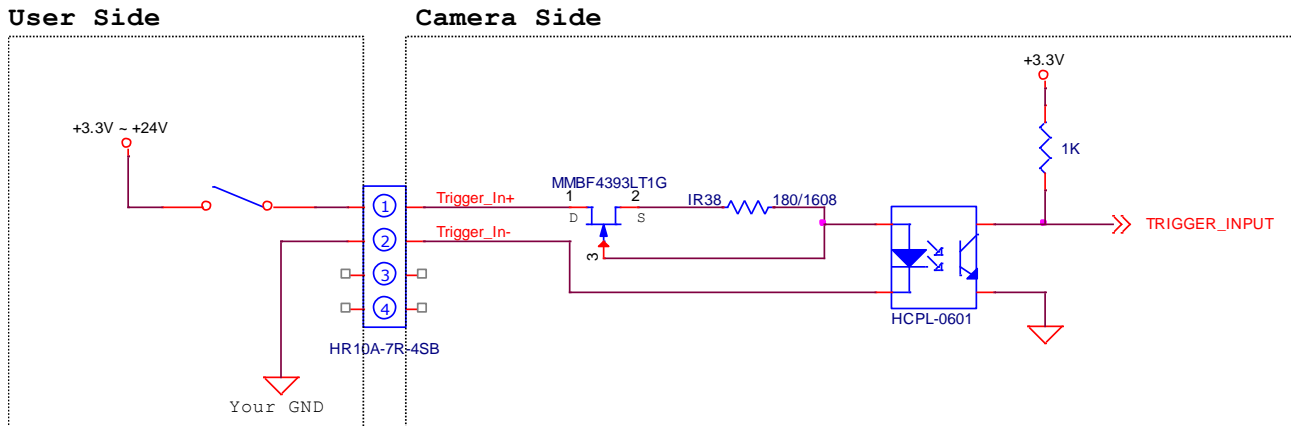 User Side
Camera Side
+3.3V
+3.3V ~ +24V
1K
MMBF4393LT1G
Trigger_In+
1
2
IR38
180/1608
D
S
1
TRIGGER_INPUT
Trigger_In-
2
3
3
4
HCPL-0601
HR10A-7R-4SB
Your GND